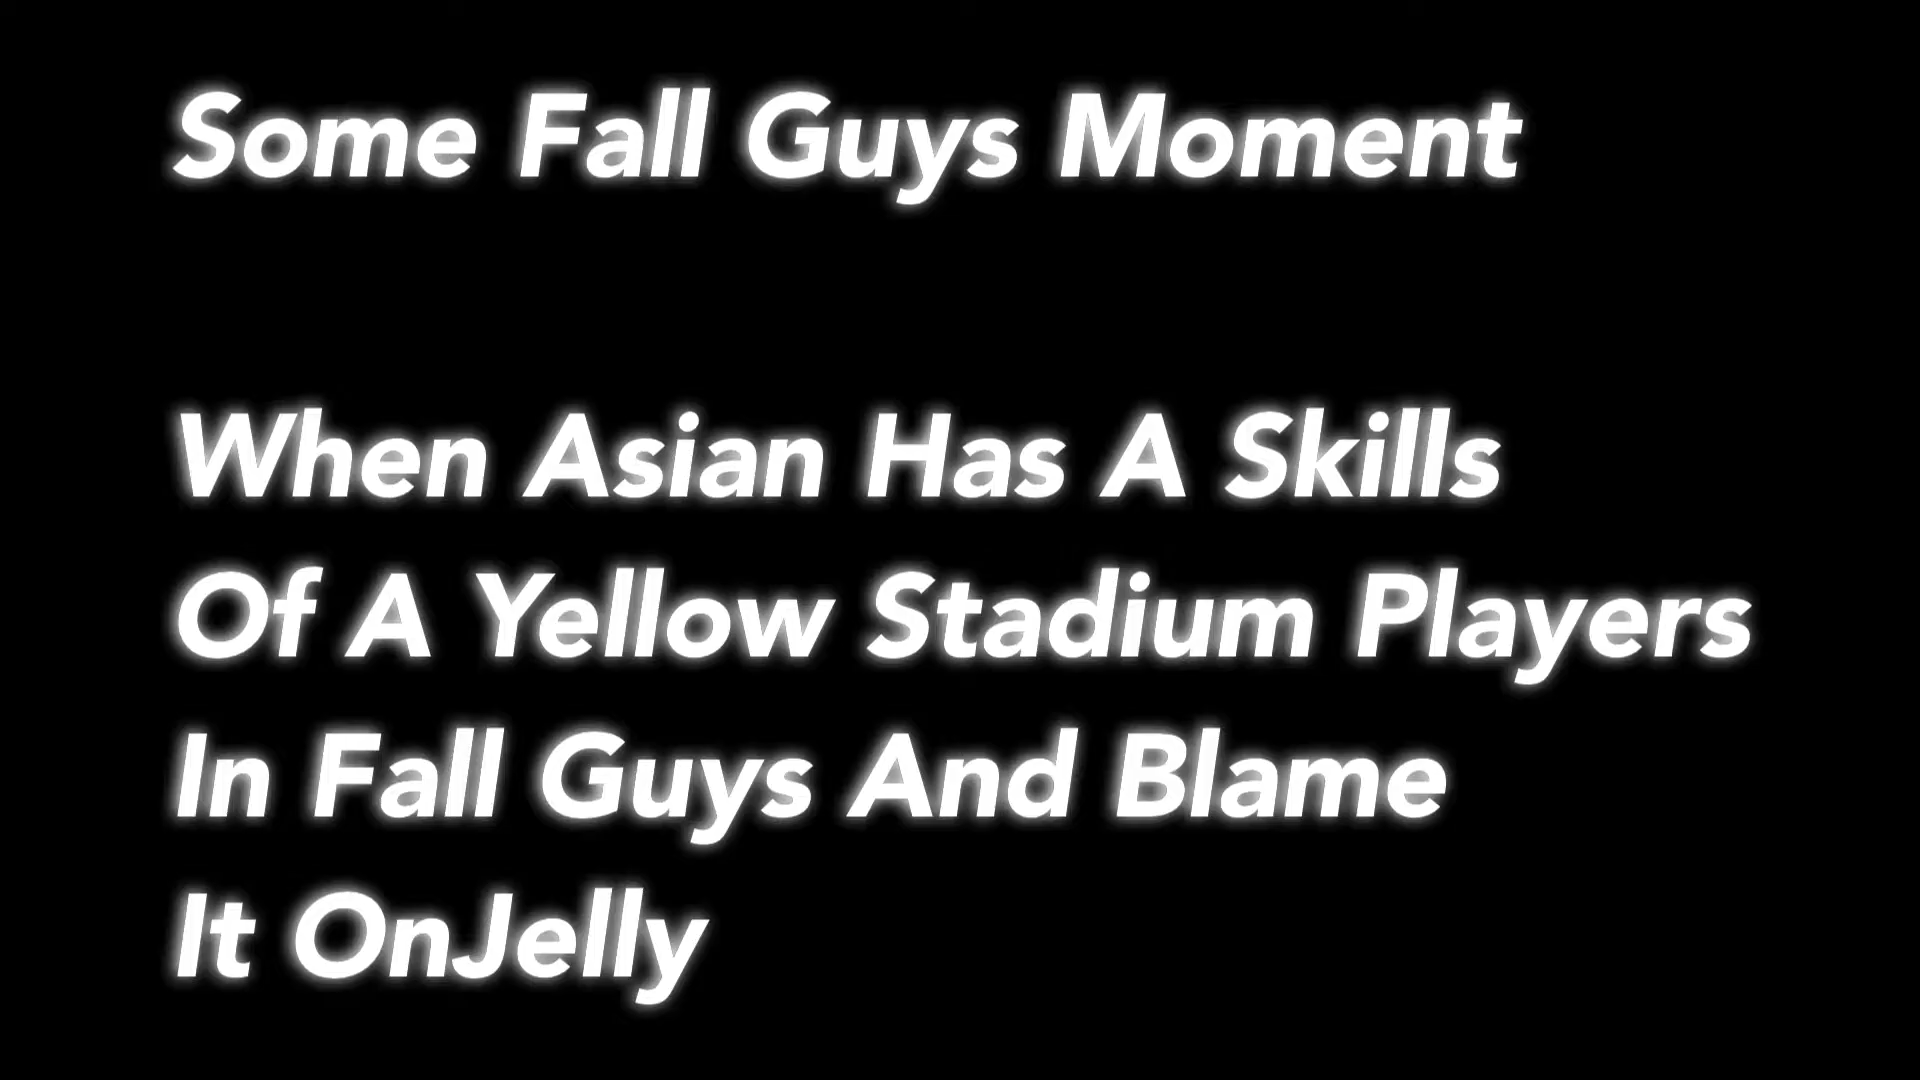 Some Fall Guys Moment
When Asian Has A Skills
Of A Yellow Stadium Players
In Fall Guys And Blame
It OnJelly